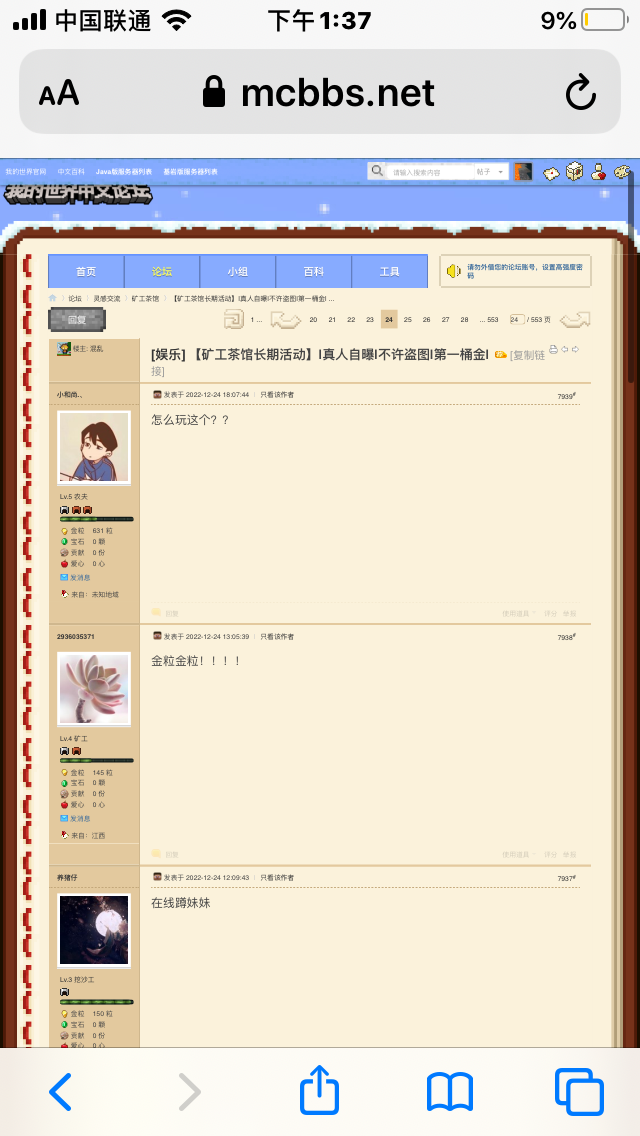 中国联通 下午1:37 9%
AA mcbbs.net
我的世界官网 中文百科 Java版服务器列表 基岩版服务器列表 请输入搜索内容 帖子
我的世界中文论坛
首页 论坛 小组 百科 工具
请勿外借您的论坛账号，设置高强度密
码
论坛 〉 灵感交流 〉 矿工茶馆 〉 【矿工茶馆长期活动】I真人自曝I不许盗图I第一桶金I ...
回复 1 ... 20 21 22 23 24 25 26 27 28 ... 553 24 / 553 页
楼主: 混乱
[娱乐] 【矿工茶馆长期活动】I真人自曝I不许盗图I第一桶金I [复制链
接]
小和尚..
发表于 2022-12-24 18:07:44 | 只看该作者 7939#
怎么玩这个？？
Lv.5 农夫
金粒 631 粒
宝石 0 颗
贡献 0 份
爱心 0 心
发消息
来自：未知地域
回复 使用道具 评分 举报
2936035371
发表于 2022-12-24 13:05:39 | 只看该作者 7938#
金粒金粒！！！！
Lv.4 矿工
金粒 145 粒
宝石 0 颗
贡献 0 份
爱心 0 心
发消息
来自：江西
回复 使用道具 评分 举报
养猪仔
发表于 2022-12-24 12:09:43 | 只看该作者 7937#
在线蹲妹妹
Lv.3 挖沙工
金粒 150 粒
宝石 0 颗
贡献 0 份
爱心 0 心